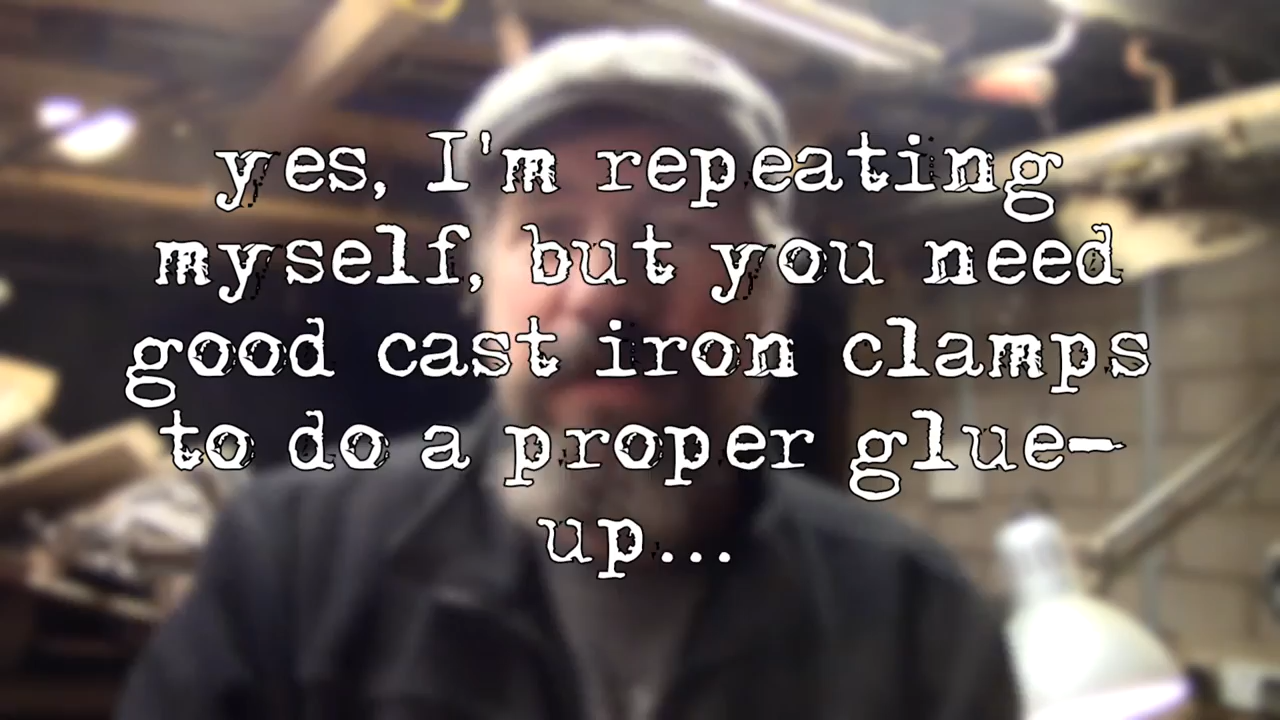 yes, I'm repeating
myself, but you need
good cast iron clamps
to do a proper glue-
up...